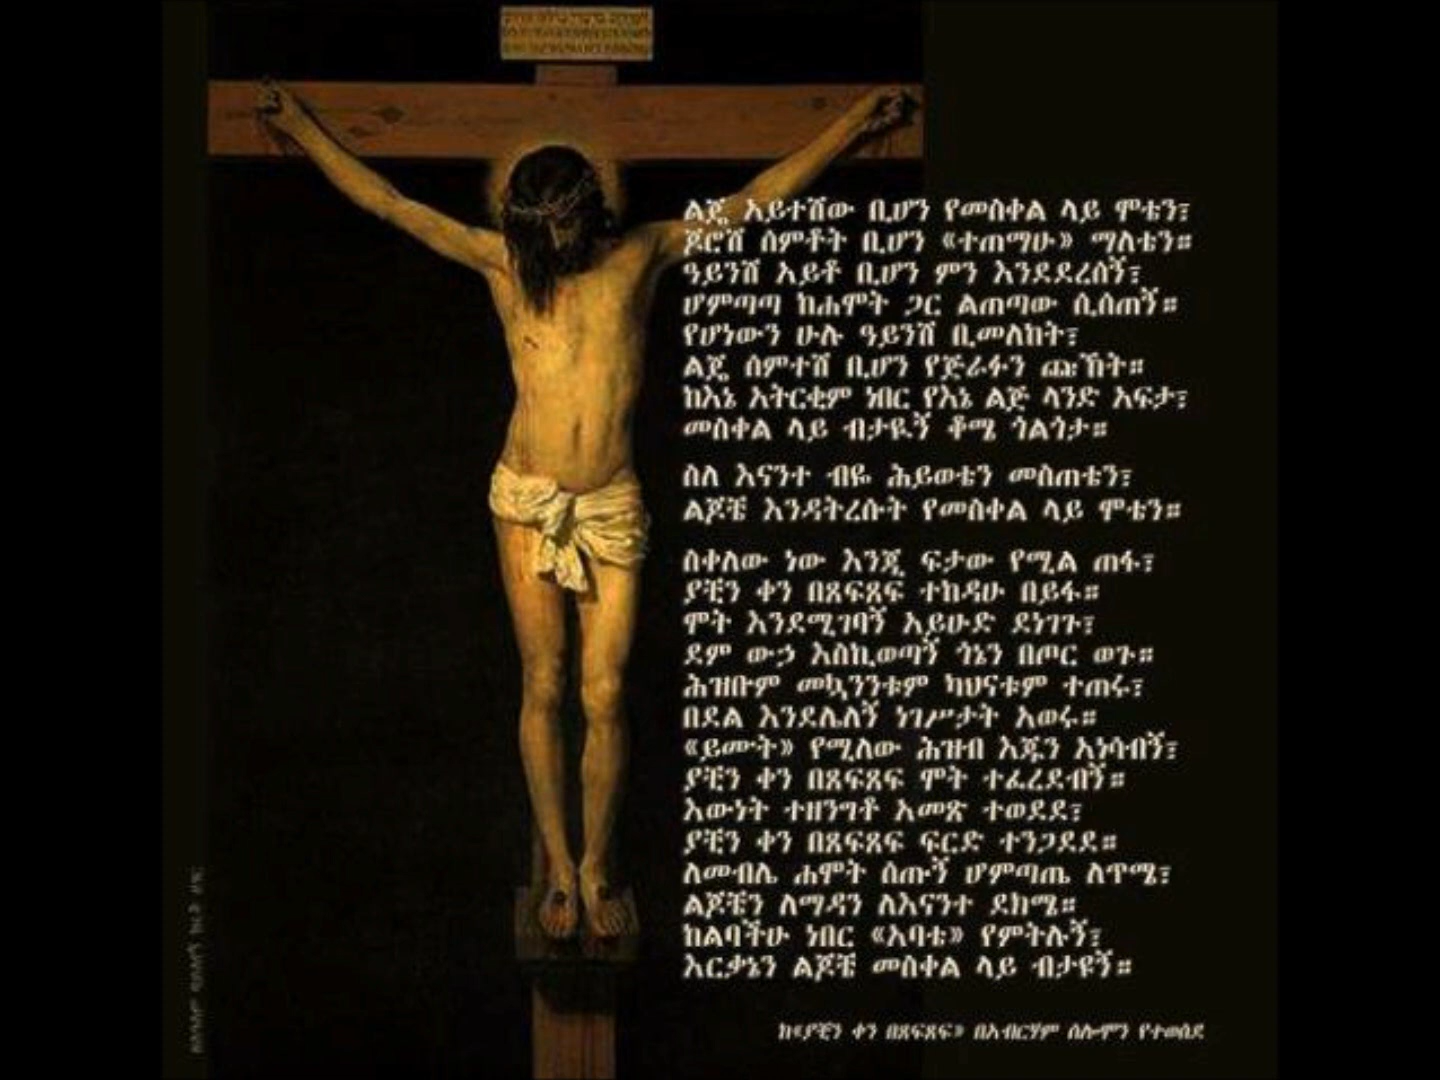 ልጄ አይተሽው ቢሆን የመስቀል ላይ ሞቴን፣
ጆሮሽ ሰምቶት ቢሆን «ተጠማሁ» ማለቴን።
ዓይንሽ አይቶ ቢሆን ምን እንደደረሰኝ፣
ሆምጣጣ ከሐሞት ጋር ልጠጣው ሲሰጠኝ።
የሆነውን ሁሉ ዓይንሽ ቢመለከት፣
ልጄ ሰምተሽ ቢሆን የጅራፉን ጩኸት።
ከእኔ አትርቂም ነበር የእኔ ልጅ ላንድ አፍታ፣
መስቀል ላይ ብታዪኝ ቆሜ ጎልጎታ።
ስለ እናንተ ብዬ ሕይወቴን መስጠቴን፣
ልጆቼ እንዳትረሱት የመስቀል ላይ ሞቴን።
ስቀለው ነው እንጂ ፍታው የሚል ጠፋ፣
ያቺን ቀን በጸፍጸፍ ተከዳሁ በይፋ።
ሞት እንደሚገባኝ አይሁድ ደነገጉ፣
ደም ውኃ እስኪወጣኝ ጎኔን በጦር ወጉ።
ሕዝቡም መኳንንቱም ካህናቱም ተጠሩ፣
በደል እንደሌለኝ ነገሥታት አወሩ።
«ይሙት» የሚለው ሕዝብ እጁን አነሳብኝ፣
ያቺን ቀን በጸፍጸፍ ሞት ተፈረደብኝ።
እውነት ተዘንግቶ አመጽ ተወደደ፣
ያቺን ቀን በጸፍጸፍ ፍርድ ተንጋደደ።
ለመብሌ ሐሞት ሰጡኝ ሆምጣጤ ለጥሜ፣
ልጆቼን ለማዳን ለእናንተ ደከሜ።
ከልባችሁ ነበር «አባቴ» የምትሉኝ፣
እርቃኔን ልጆቼ መስቀል ላይ ብታዩኝ።
ከ«ያቺን ቀን በጸፍጸፍ» በአብርሃም ሰሎሞን የተወሰደ